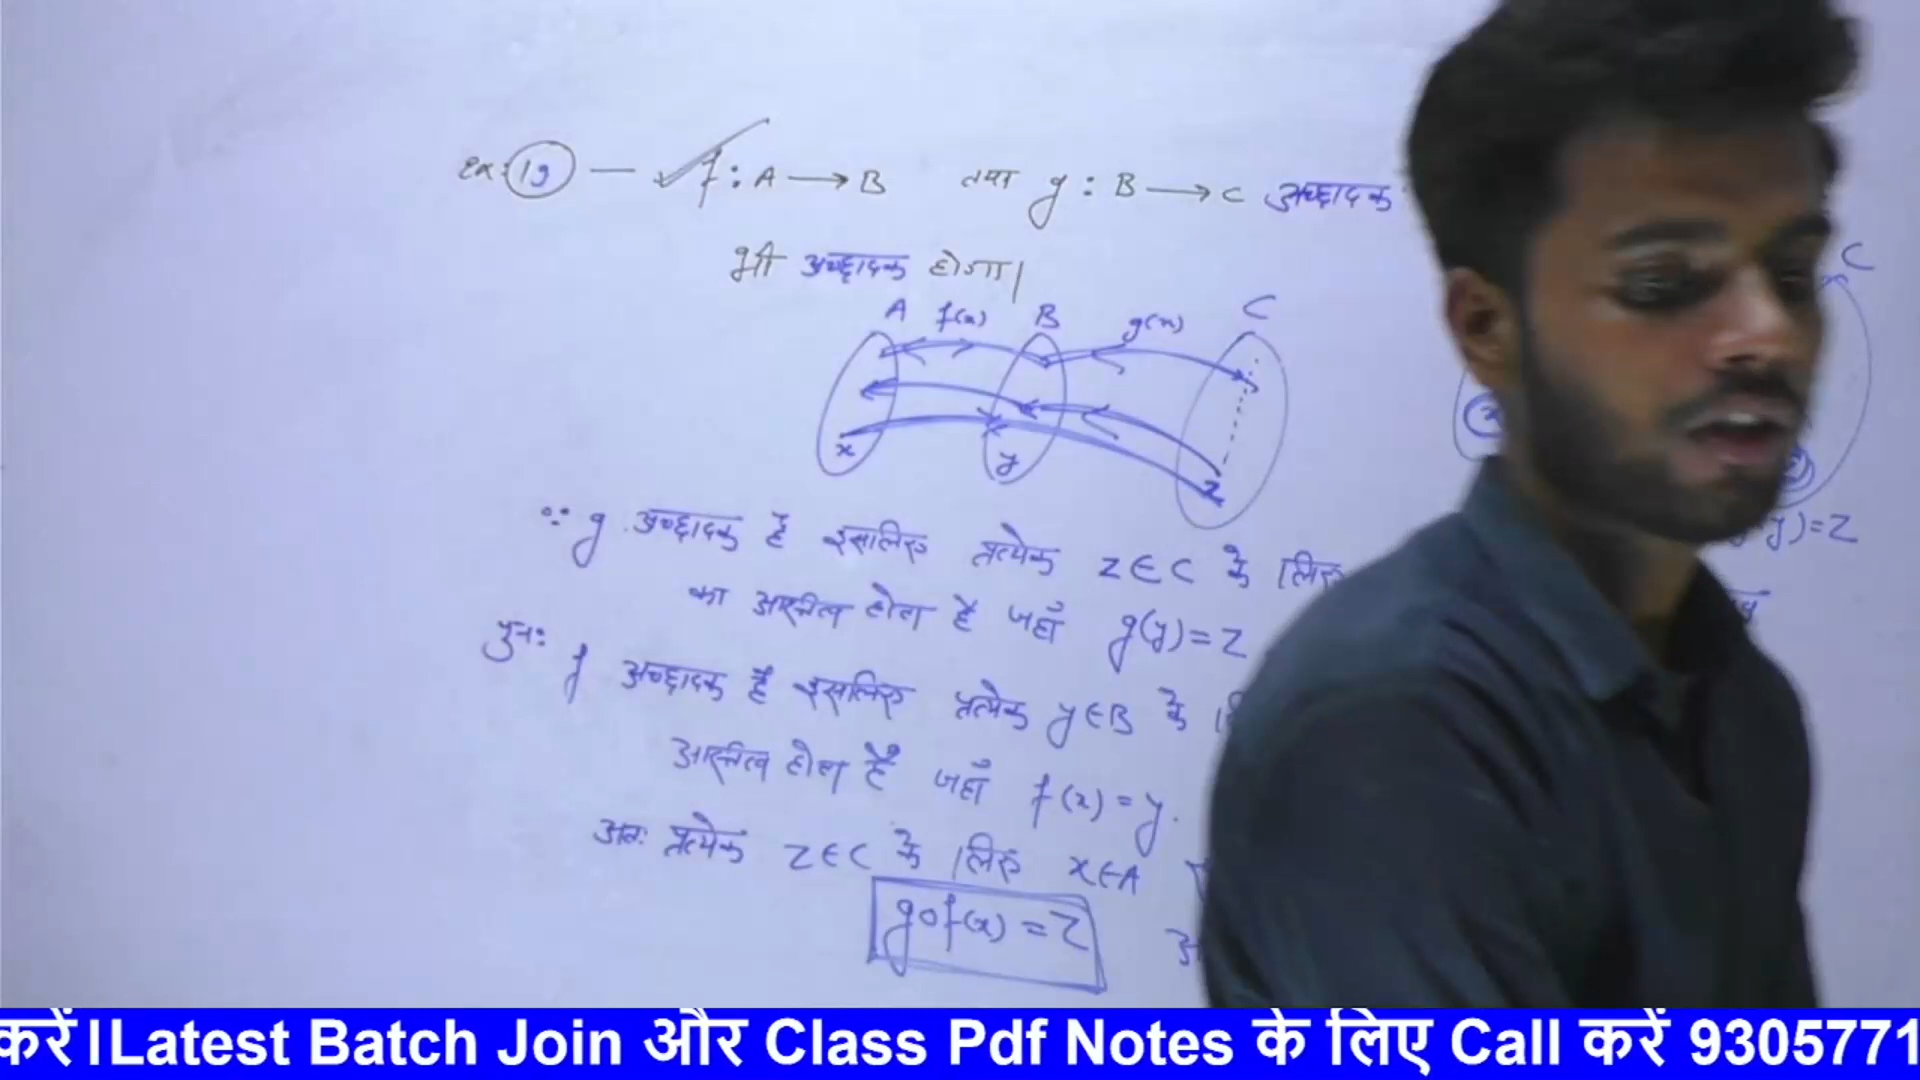 Ex: 19 — f : A → B तथा g : B → C आच्छादक
भी आच्छादक होगा।
A f(x) B g(x) C
x y z
C
∵ g आच्छादक है इसलिए प्रत्येक z∈C के लिए
y)=z
का अस्तित्व होता है जहाँ g(y)=z
पुनः f आच्छादक है इसलिए प्रत्येक y∈B के
अस्तित्व होता है जहाँ f(x)=y.
अतः प्रत्येक z∈C के लिए x∈A
gof(x) = z
करें।Latest Batch Join और Class Pdf Notes के लिए Call करें 9305771